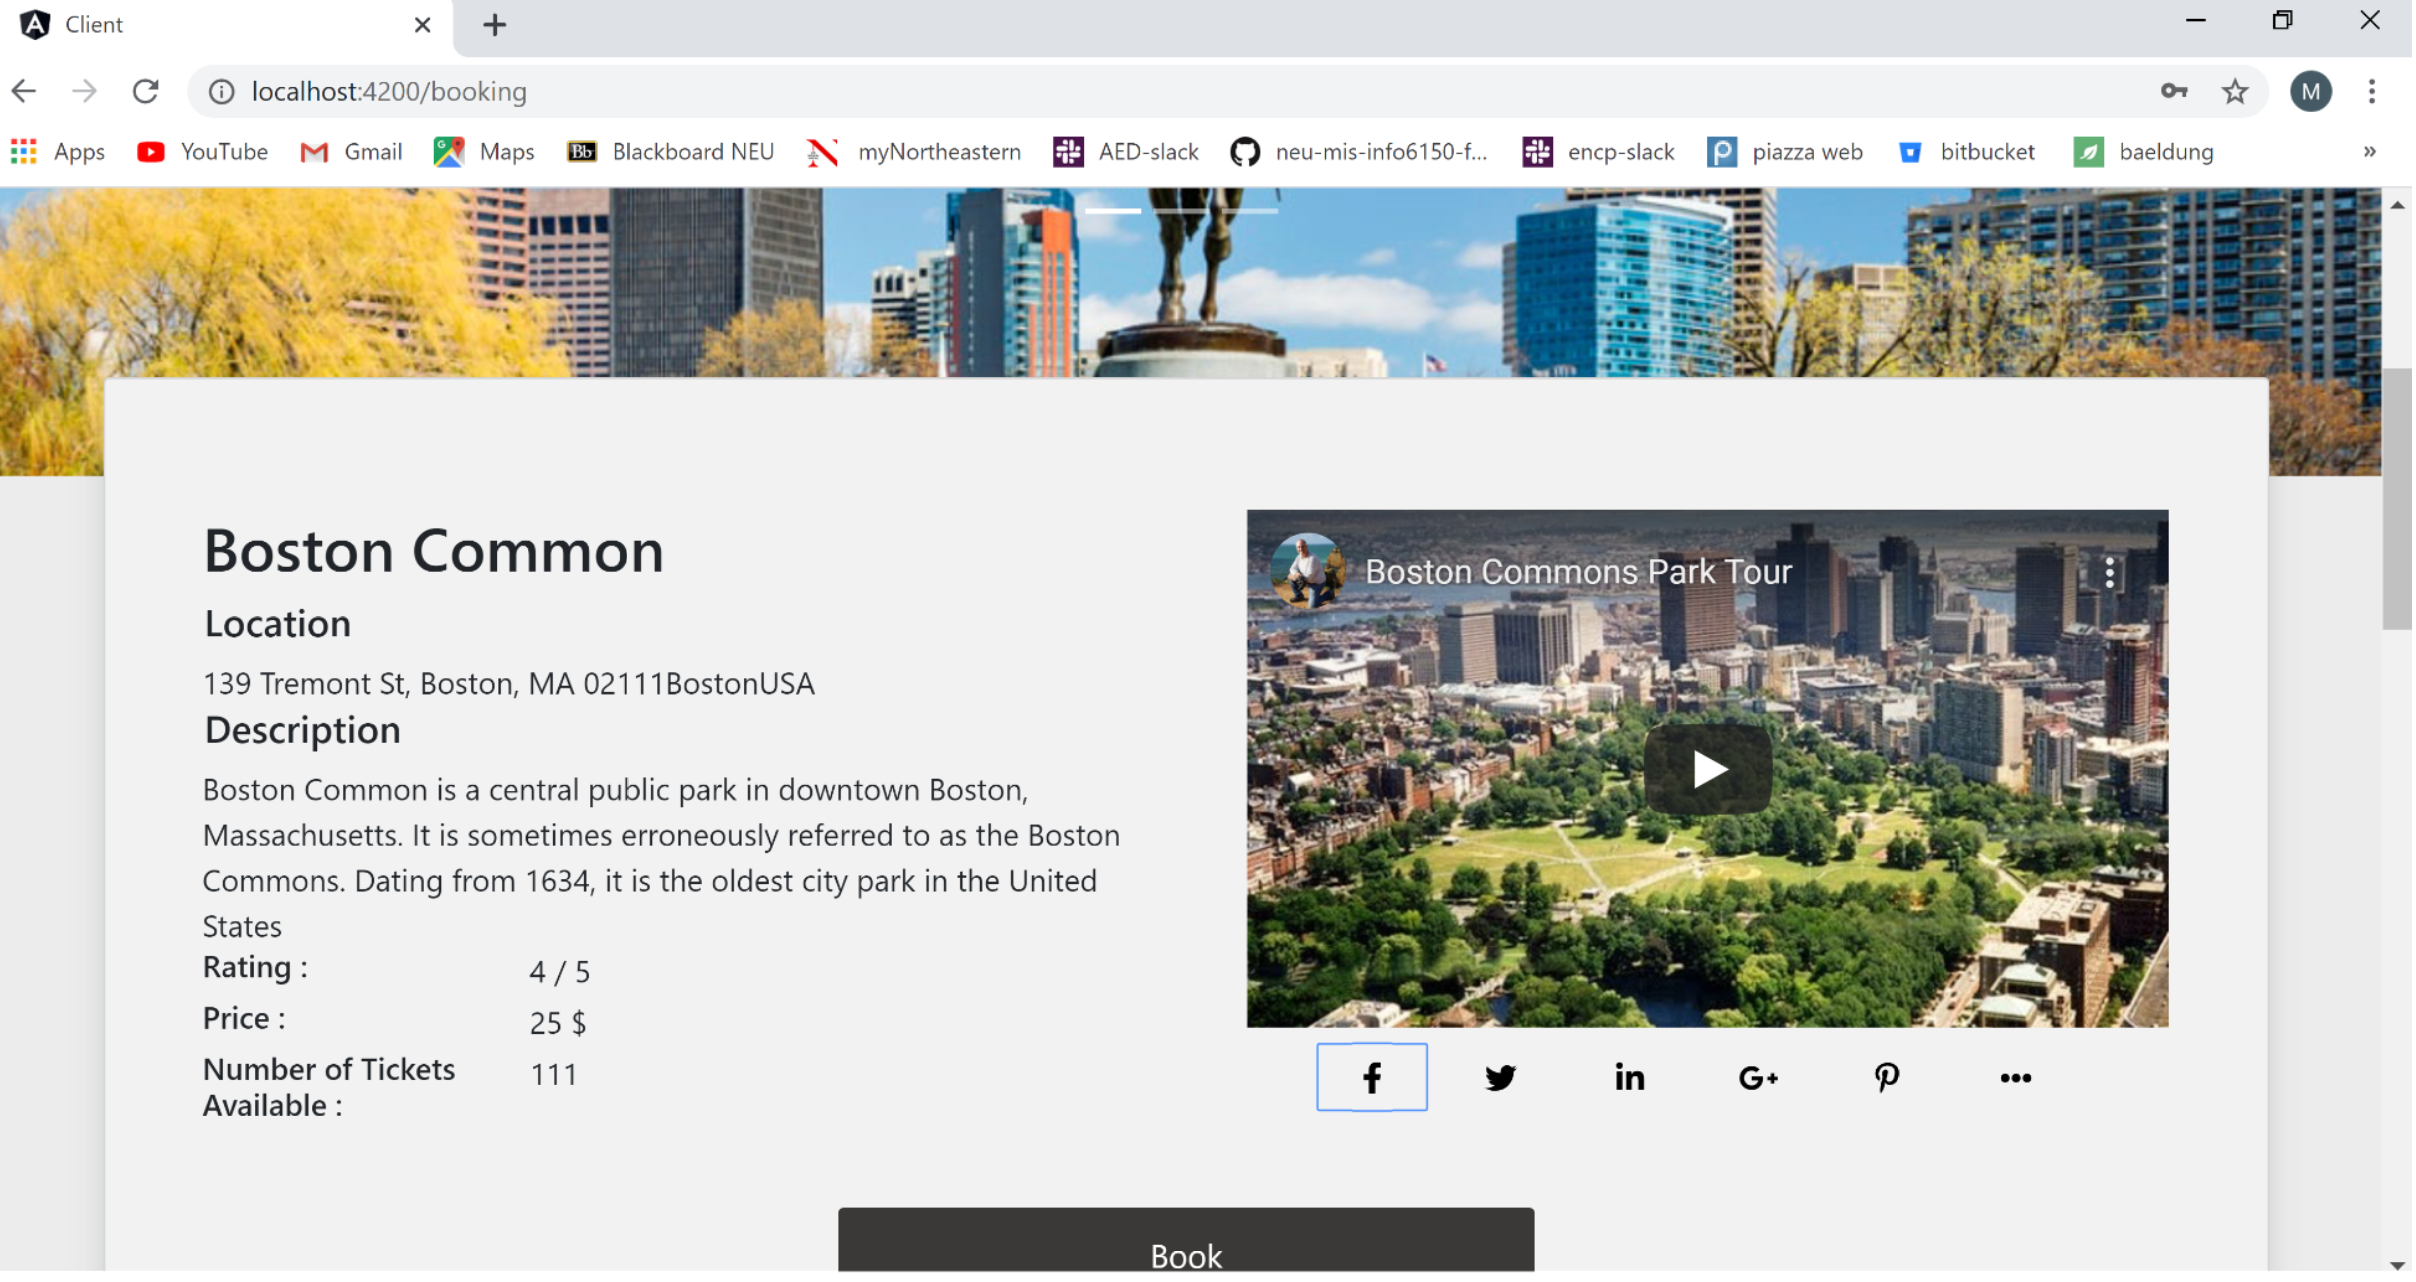 Client
localhost:4200/booking
M
Apps YouTube Gmail Maps Bb Blackboard NEU myNortheastern AED-slack neu-mis-info6150-f... encp-slack piazza web bitbucket baeldung »
Boston Common
Location
139 Tremont St, Boston, MA 02111BostonUSA
Description
Boston Common is a central public park in downtown Boston,
Massachusetts. It is sometimes erroneously referred to as the Boston
Commons. Dating from 1634, it is the oldest city park in the United
States
Rating : 4 / 5
Price : 25 $
Number of Tickets 111
Available :
Boston Commons Park Tour
f in G+
Book